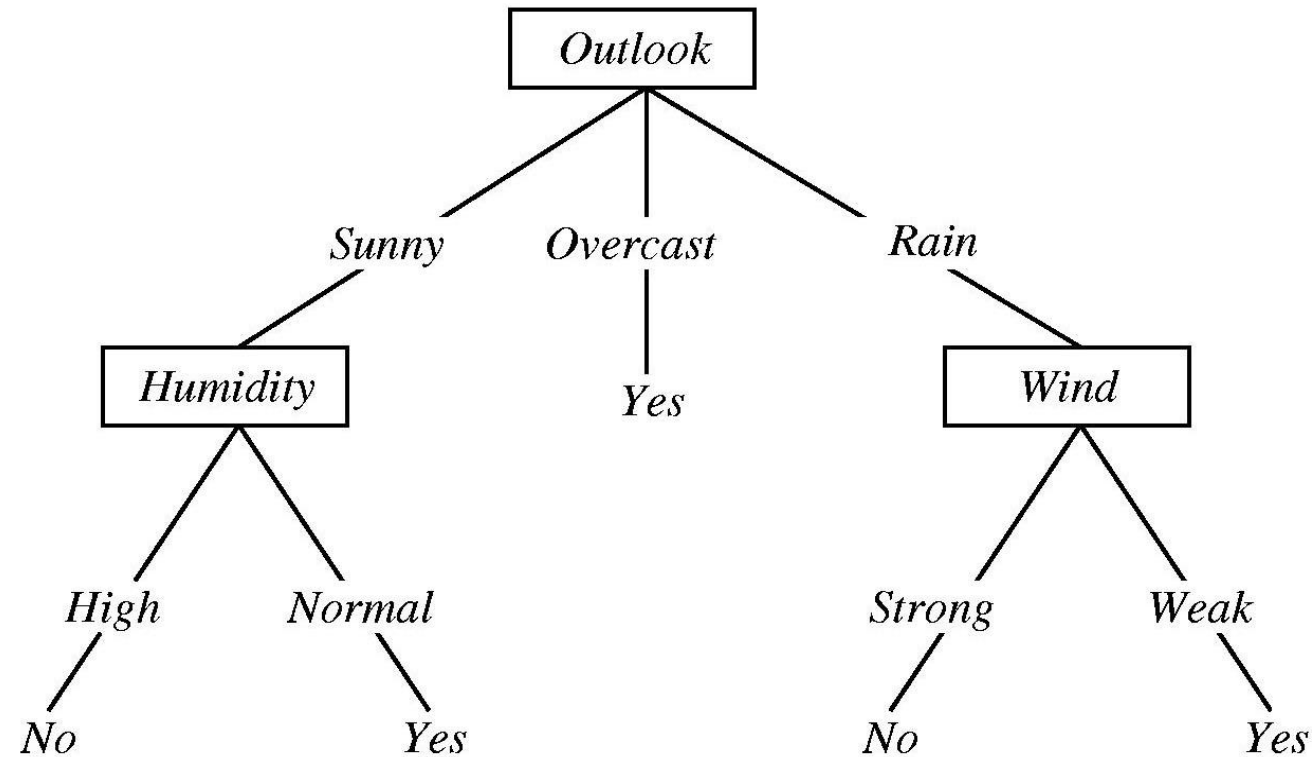 Outlook
Sunny Overcast Rain
Humidity Yes Wind
High Normal Strong Weak
No Yes No Yes